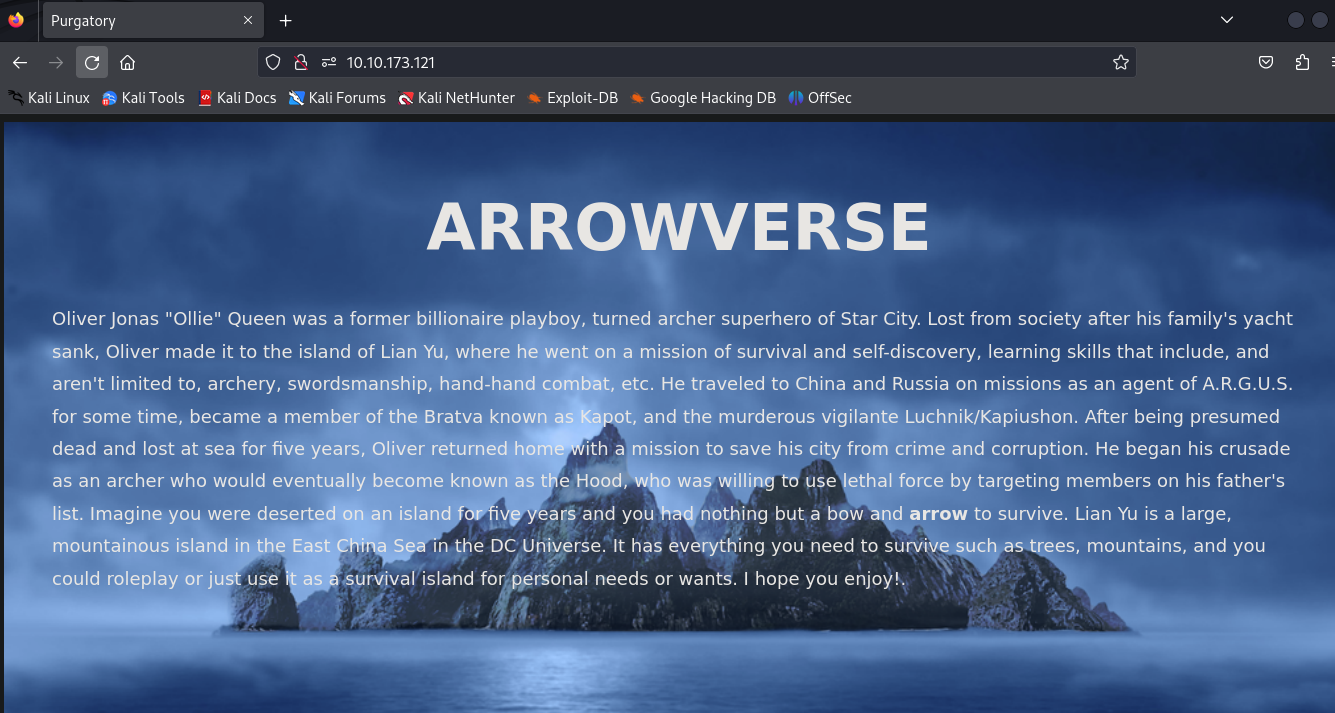 Purgatory
10.10.173.121
Kali Linux Kali Tools Kali Docs Kali Forums Kali NetHunter Exploit-DB Google Hacking DB OffSec
ARROWVERSE
Oliver Jonas "Ollie" Queen was a former billionaire playboy, turned archer superhero of Star City. Lost from society after his family's yacht
sank, Oliver made it to the island of Lian Yu, where he went on a mission of survival and self-discovery, learning skills that include, and
aren't limited to, archery, swordsmanship, hand-hand combat, etc. He traveled to China and Russia on missions as an agent of A.R.G.U.S.
for some time, became a member of the Bratva known as Kapot, and the murderous vigilante Luchnik/Kapiushon. After being presumed
dead and lost at sea for five years, Oliver returned home with a mission to save his city from crime and corruption. He began his crusade
as an archer who would eventually become known as the Hood, who was willing to use lethal force by targeting members on his father's
list. Imagine you were deserted on an island for five years and you had nothing but a bow and arrow to survive. Lian Yu is a large,
mountainous island in the East China Sea in the DC Universe. It has everything you need to survive such as trees, mountains, and you
could roleplay or just use it as a survival island for personal needs or wants. I hope you enjoy!.